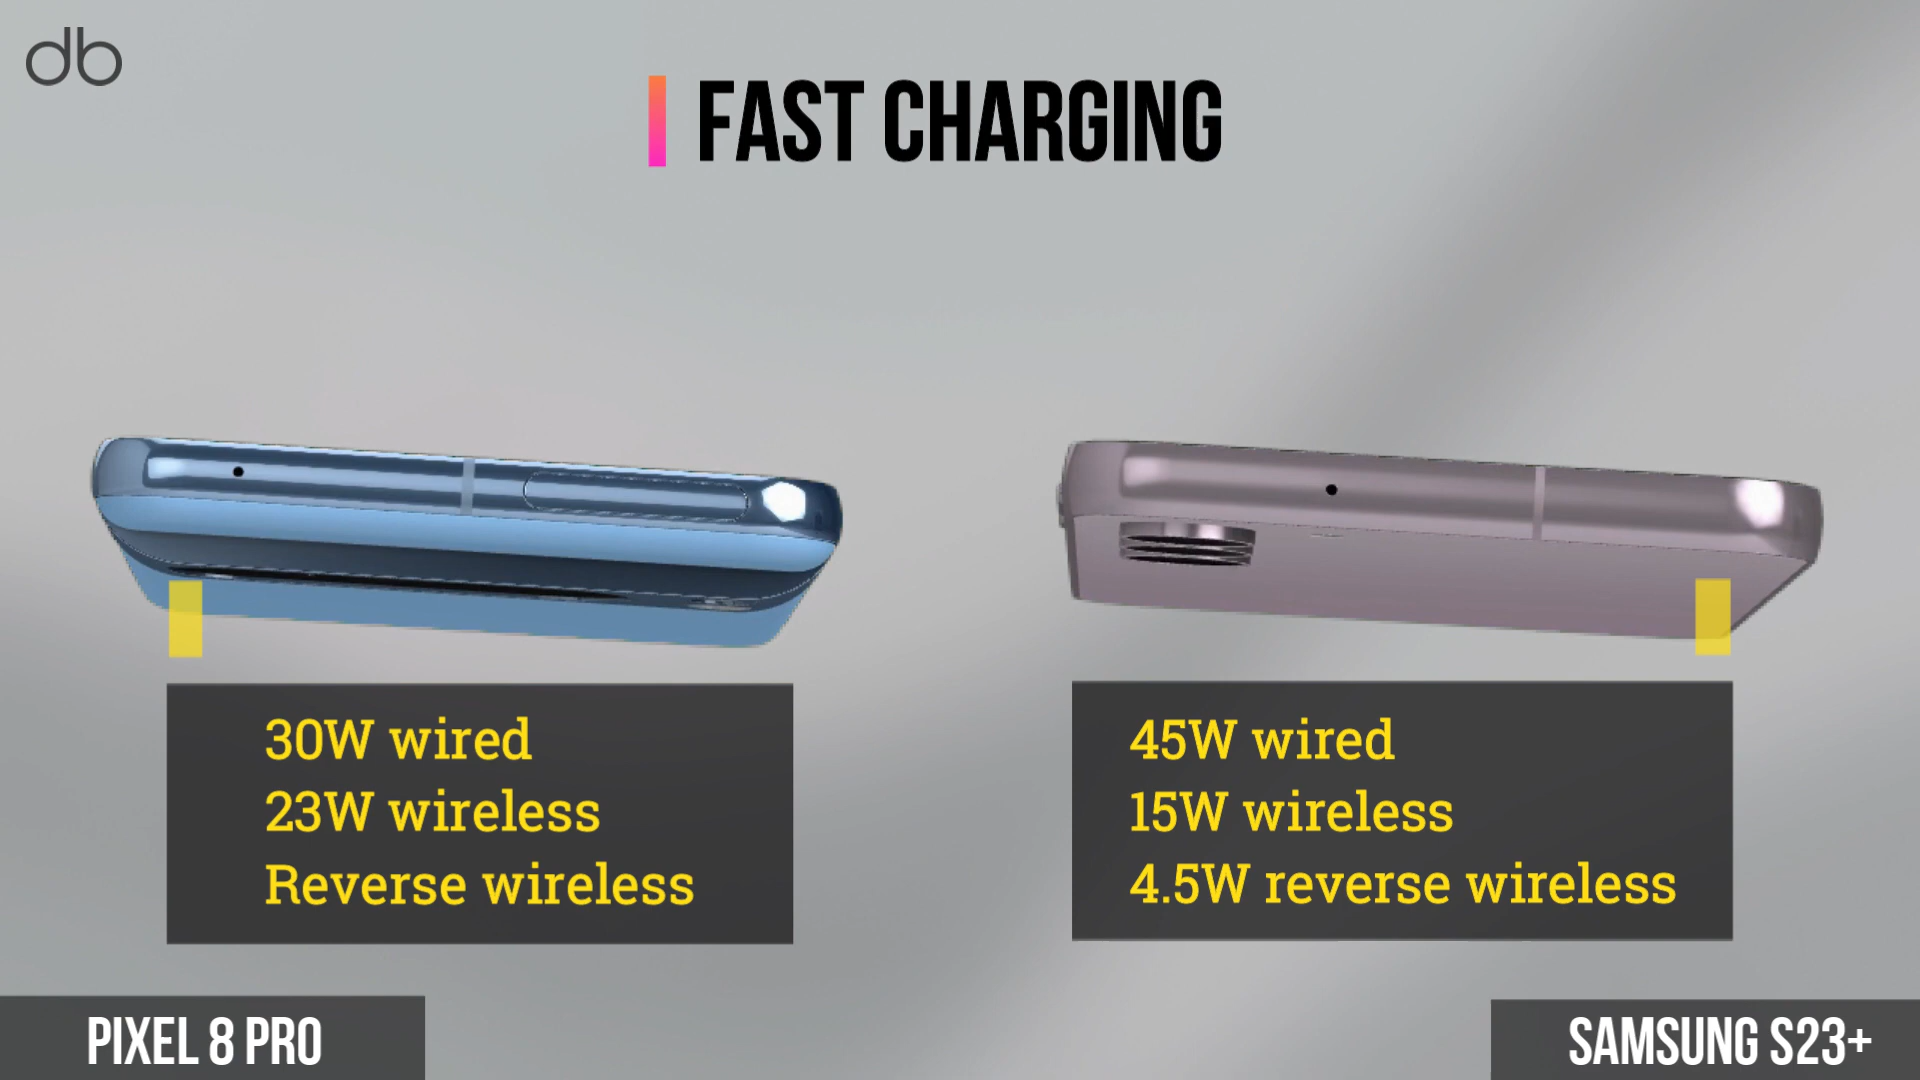 db
FAST CHARGING
30W wired
23W wireless
Reverse wireless
45W wired
15W wireless
4.5W reverse wireless
PIXEL 8 PRO
SAMSUNG S23+